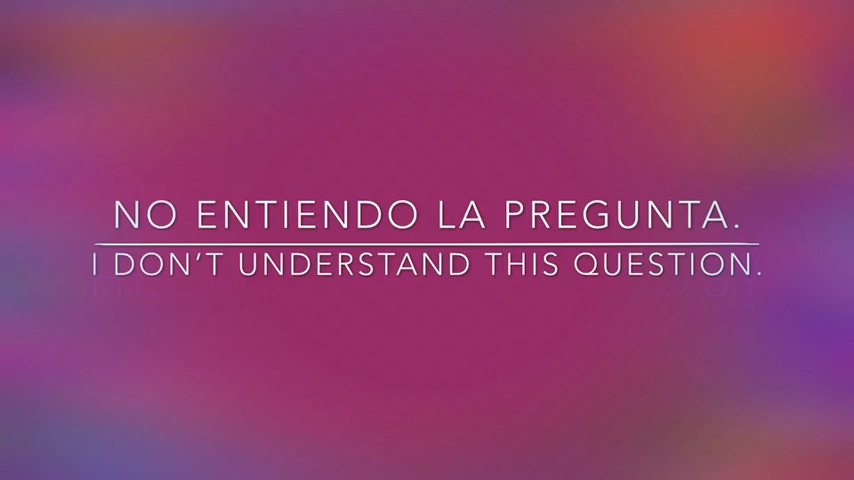 NO ENTIENDO LA PREGUNTA.
I DON'T UNDERSTAND THIS QUESTION.